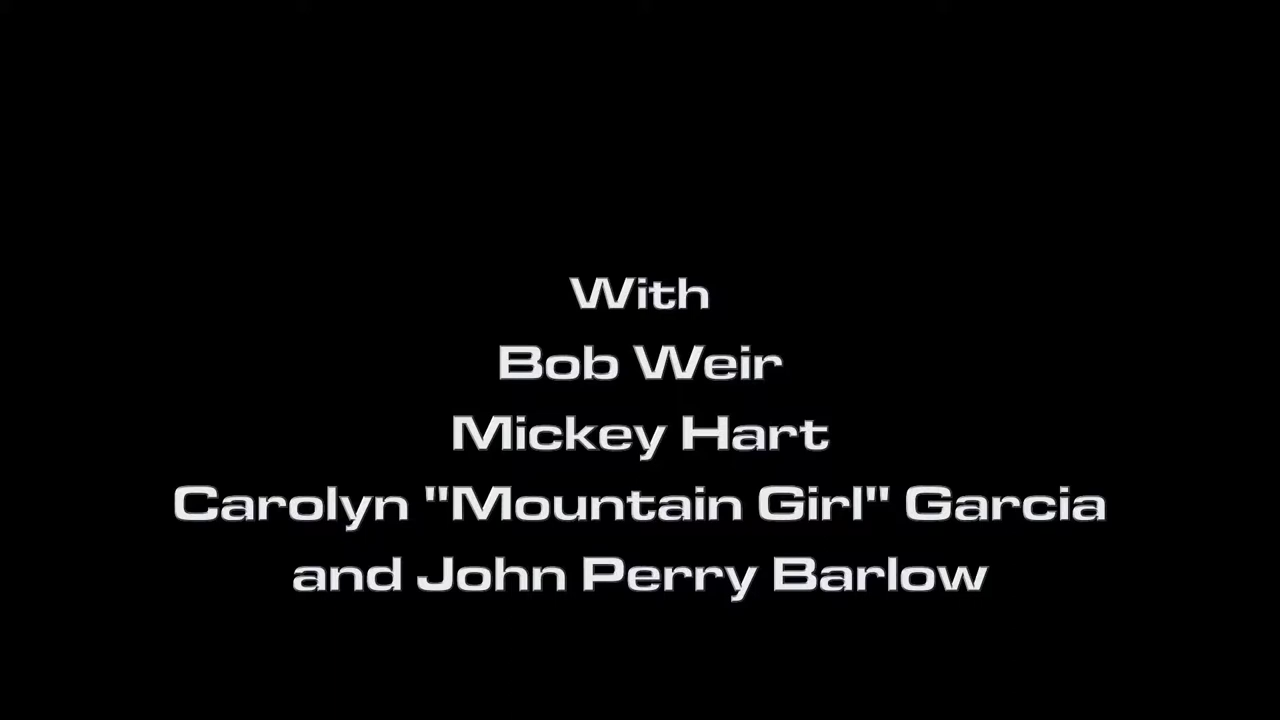 With
Bob Weir
Mickey Hart
Carolyn "Mountain Girl" Garcia
and John Perry Barlow